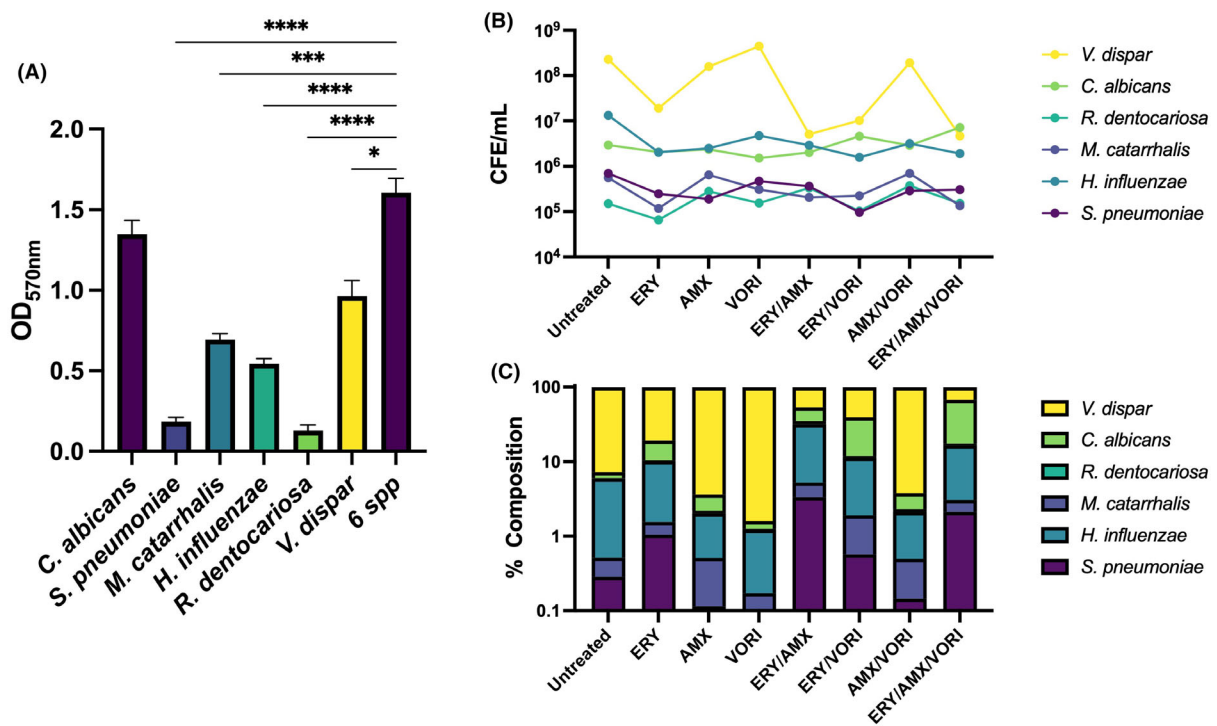 (A)
****
***
****
****
*
2.0
1.5
1.0
0.5
0.0
OD570nm
C. albicans
S. pneumoniae
M. catarrhalis
H. influenzae
R. dentocariosa
V. dispar
6 spp
(B)
10⁹
10⁸
10⁷
10⁶
10⁵
10⁴
CFE/mL
Untreated
ERY
AMX
VORI
ERY/AMX
ERY/VORI
AMX/VORI
ERY/AMX/VORI
V. dispar
C. albicans
R. dentocariosa
M. catarrhalis
H. influenzae
S. pneumoniae
(C)
100
10
1
0.1
% Composition
Untreated
ERY
AMX
VORI
ERY/AMX
ERY/VORI
AMX/VORI
ERY/AMX/VORI
V. dispar
C. albicans
R. dentocariosa
M. catarrhalis
H. influenzae
S. pneumoniae